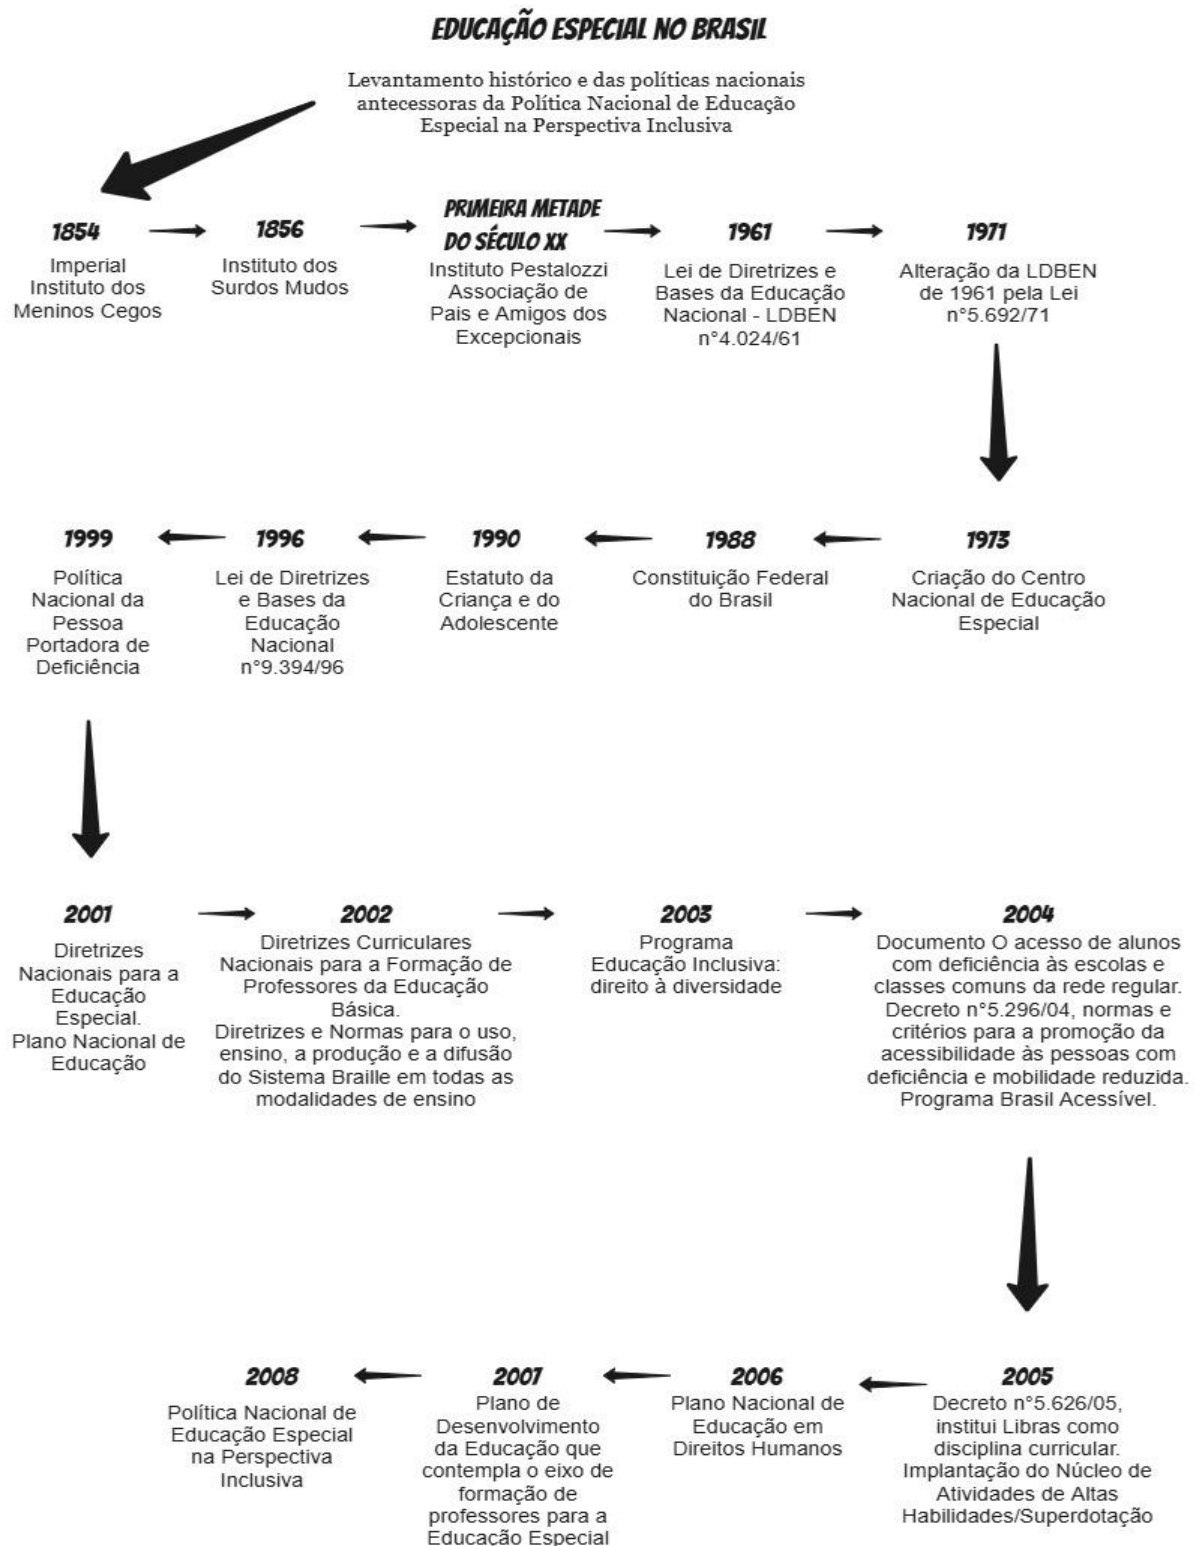 EDUCAÇÃO ESPECIAL NO BRASIL
Levantamento histórico e das políticas nacionais
antecessoras da Política Nacional de Educação
Especial na Perspectiva Inclusiva
1854
Imperial
Instituto dos
Meninos Cegos
1856
Instituto dos
Surdos Mudos
PRIMEIRA METADE
DO SÉCULO XX
Instituto Pestalozzi
Associação de
Pais e Amigos dos
Excepcionais
1961
Lei de Diretrizes e
Bases da Educação
Nacional - LDBEN
n°4.024/61
1971
Alteração da LDBEN
de 1961 pela Lei
n°5.692/71
1973
Criação do Centro
Nacional de Educação
Especial
1988
Constituição Federal
do Brasil
1990
Estatuto da
Criança e do
Adolescente
1996
Lei de Diretrizes
e Bases da
Educação
Nacional
n°9.394/96
1999
Política
Nacional da
Pessoa
Portadora de
Deficiência
2001
Diretrizes
Nacionais para a
Educação
Especial.
Plano Nacional de
Educação
2002
Diretrizes Curriculares
Nacionais para a Formação de
Professores da Educação
Básica.
Diretrizes e Normas para o uso,
ensino, a produção e a difusão
do Sistema Braille em todas as
modalidades de ensino
2003
Programa
Educação Inclusiva:
direito à diversidade
2004
Documento O acesso de alunos
com deficiência às escolas e
classes comuns da rede regular.
Decreto n°5.296/04, normas e
critérios para a promoção da
acessibilidade às pessoas com
deficiência e mobilidade reduzida.
Programa Brasil Acessível.
2005
Decreto n°5.626/05,
institui Libras como
disciplina curricular.
Implantação do Núcleo de
Atividades de Altas
Habilidades/Superdotação
2006
Plano Nacional de
Educação em
Direitos Humanos
2007
Plano de
Desenvolvimento
da Educação que
contempla o eixo de
formação de
professores para a
Educação Especial
2008
Política Nacional de
Educação Especial
na Perspectiva
Inclusiva